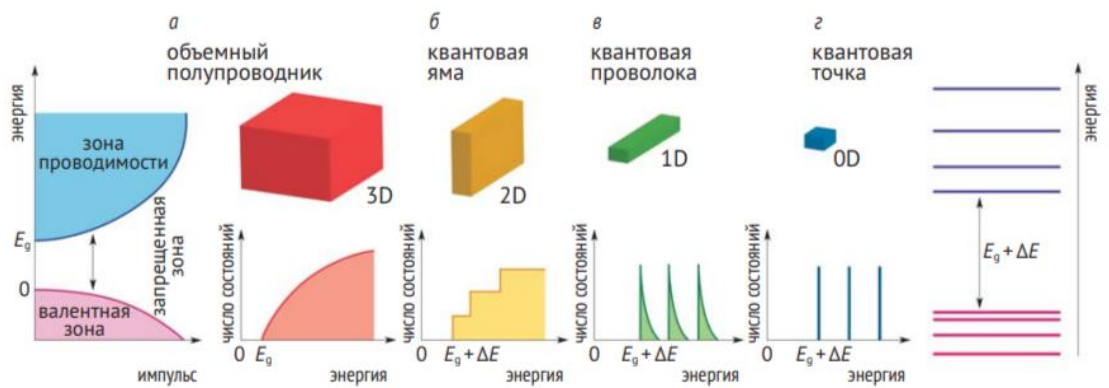 а
объемный
полупроводник
б
квантовая
яма
в
квантовая
проволока
г
квантовая
точка
энергия
зона
проводимости
запрещенная
зона
E g
0
валентная
зона
импульс
3D
2D
1D
0D
число состояний
0
E g
энергия
число состояний
0
E g + ΔE
энергия
число состояний
0
E g + ΔE
энергия
число состояний
0
E g + ΔE
энергия
E g + ΔE
энергия